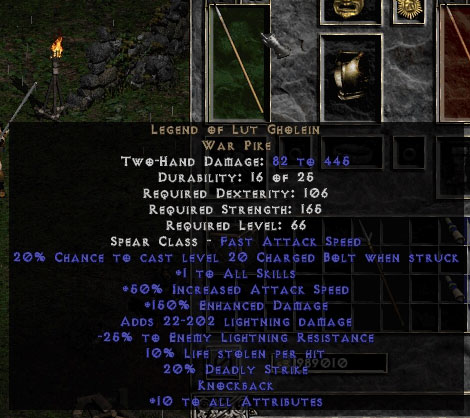 Legend of Lut Gholein
War Pike
Two-Hand Damage: 82 to 445
Durability: 16 of 25
Required Dexterity: 106
Required Strength: 165
Required Level: 66
Spear Class - Fast Attack Speed
20% Chance to cast level 20 Charged Bolt when struck
+1 to All Skills
+50% Increased Attack Speed
+150% Enhanced Damage
Adds 22-202 lightning damage
-25% to Enemy Lightning Resistance
10% Life stolen per hit
20% Deadly Strike
Knockback
+10 to all Attributes